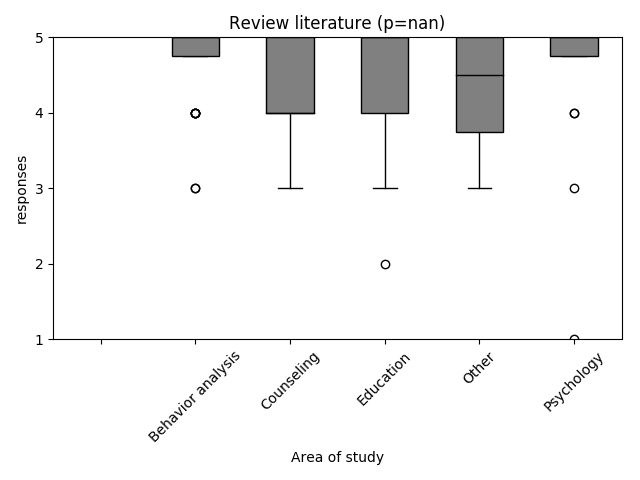 Review literature (p=nan)
responses
5
4
3
2
1
Behavior analysis
Counseling
Education
Other
Psychology
Area of study